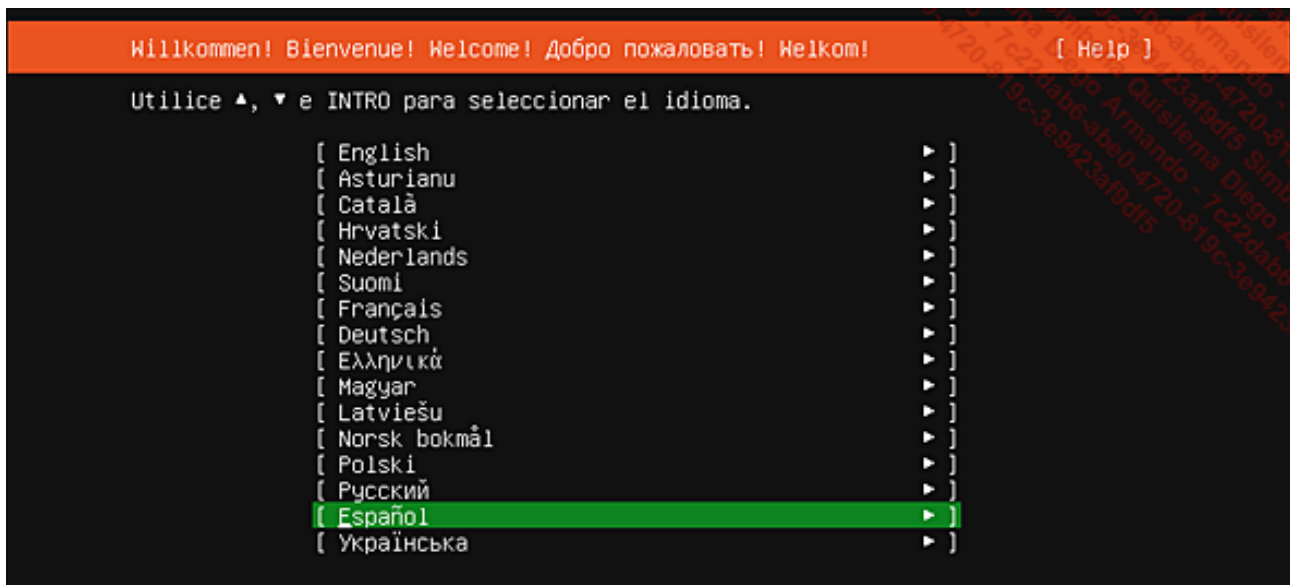 Willkommen! Bienvenue! Welcome! Добро пожаловать! Welkom! [ Help ]
Utilice ▲, ▼ e INTRO para seleccionar el idioma.
[ English ► ]
[ Asturianu ► ]
[ Català ► ]
[ Hrvatski ► ]
[ Nederlands ► ]
[ Suomi ► ]
[ Français ► ]
[ Deutsch ► ]
[ Ελληνικά ► ]
[ Magyar ► ]
[ Latviešu ► ]
[ Norsk bokmål ► ]
[ Polski ► ]
[ Русский ► ]
[ Español ► ]
[ Українська ► ]